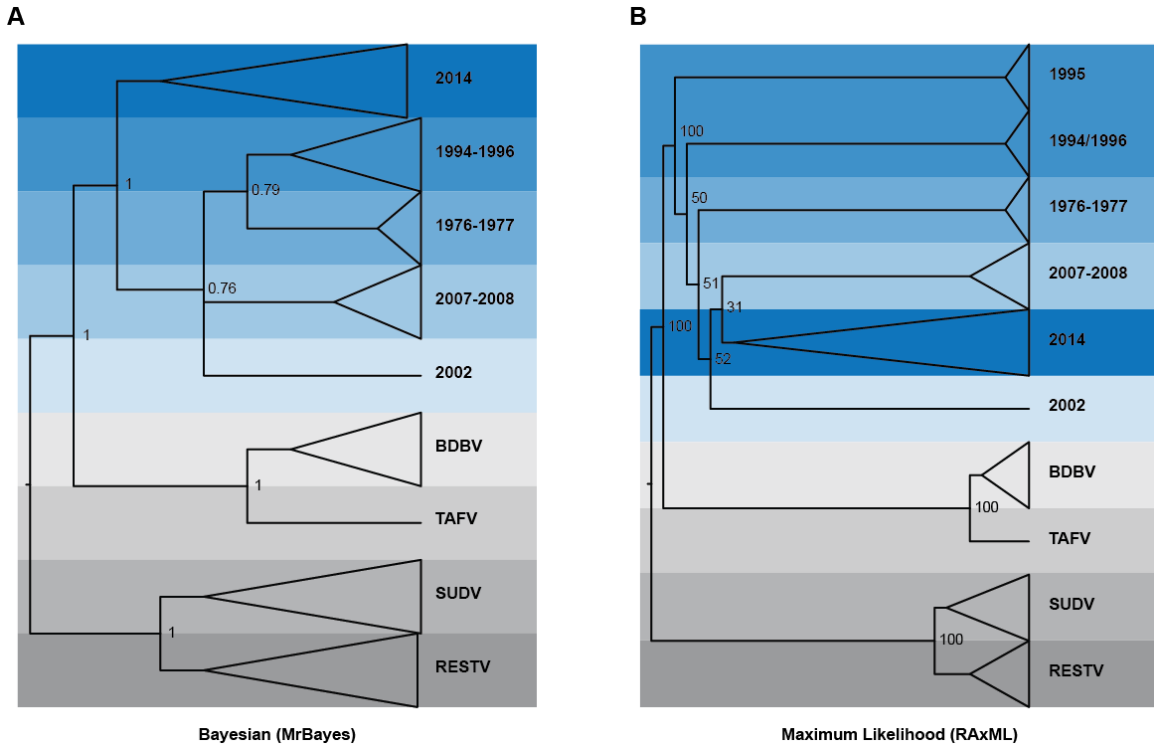 A
2014
1994-1996
0.79
1
1976-1977
0.76
2007-2008
1
2002
BDBV
1
TAFV
SUDV
1
RESTV
Bayesian (MrBayes)
B
1995
100
1994/1996
50
1976-1977
2007-2008
51
31
100
2014
52
2002
BDBV
100
TAFV
SUDV
100
RESTV
Maximum Likelihood (RAxML)